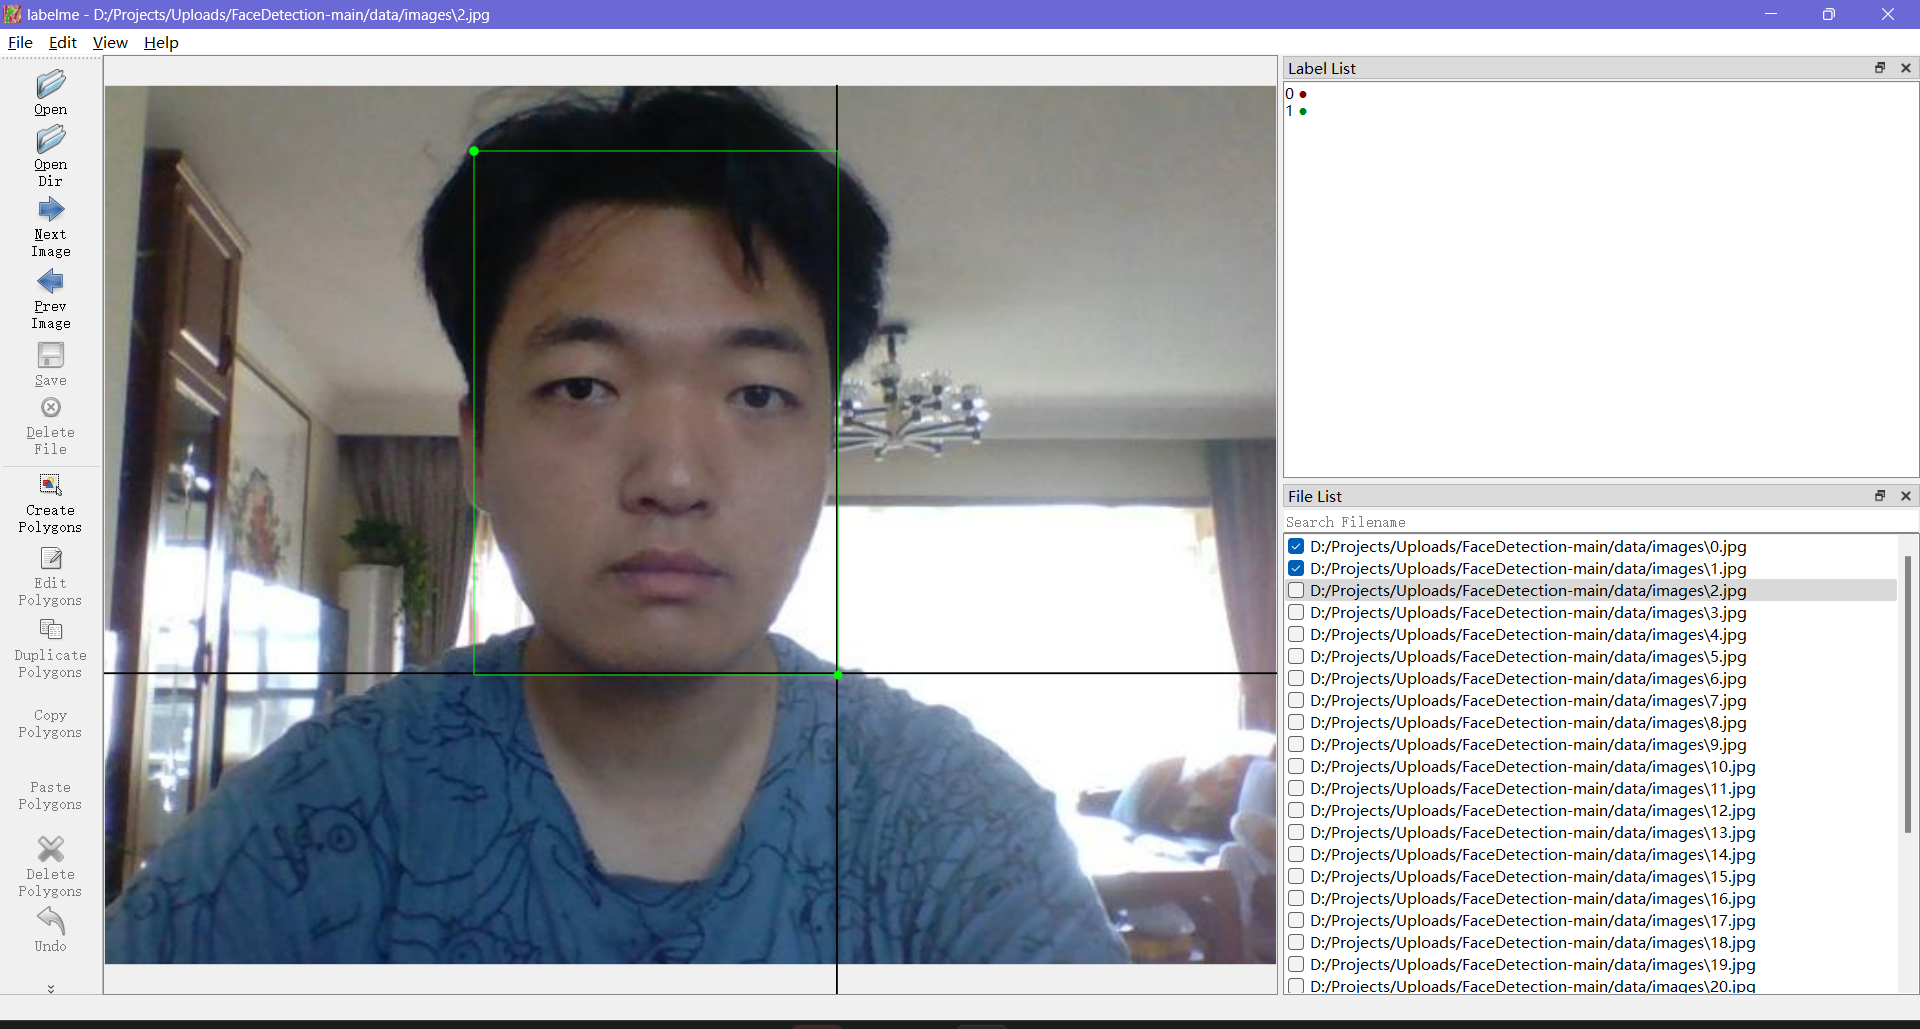 labelme - D:/Projects/Uploads/FaceDetection-main/data/images\2.jpg
File Edit View Help
Open
Open
Dir
Next
Image
Prev
Image
Save
Delete
File
Create
Polygons
Edit
Polygons
Duplicate
Polygons
Copy
Polygons
Paste
Polygons
Delete
Polygons
Undo
Label List
0
1
File List
Search Filename
D:/Projects/Uploads/FaceDetection-main/data/images\0.jpg
D:/Projects/Uploads/FaceDetection-main/data/images\1.jpg
D:/Projects/Uploads/FaceDetection-main/data/images\2.jpg
D:/Projects/Uploads/FaceDetection-main/data/images\3.jpg
D:/Projects/Uploads/FaceDetection-main/data/images\4.jpg
D:/Projects/Uploads/FaceDetection-main/data/images\5.jpg
D:/Projects/Uploads/FaceDetection-main/data/images\6.jpg
D:/Projects/Uploads/FaceDetection-main/data/images\7.jpg
D:/Projects/Uploads/FaceDetection-main/data/images\8.jpg
D:/Projects/Uploads/FaceDetection-main/data/images\9.jpg
D:/Projects/Uploads/FaceDetection-main/data/images\10.jpg
D:/Projects/Uploads/FaceDetection-main/data/images\11.jpg
D:/Projects/Uploads/FaceDetection-main/data/images\12.jpg
D:/Projects/Uploads/FaceDetection-main/data/images\13.jpg
D:/Projects/Uploads/FaceDetection-main/data/images\14.jpg
D:/Projects/Uploads/FaceDetection-main/data/images\15.jpg
D:/Projects/Uploads/FaceDetection-main/data/images\16.jpg
D:/Projects/Uploads/FaceDetection-main/data/images\17.jpg
D:/Projects/Uploads/FaceDetection-main/data/images\18.jpg
D:/Projects/Uploads/FaceDetection-main/data/images\19.jpg
D:/Projects/Uploads/FaceDetection-main/data/images\20.jpg